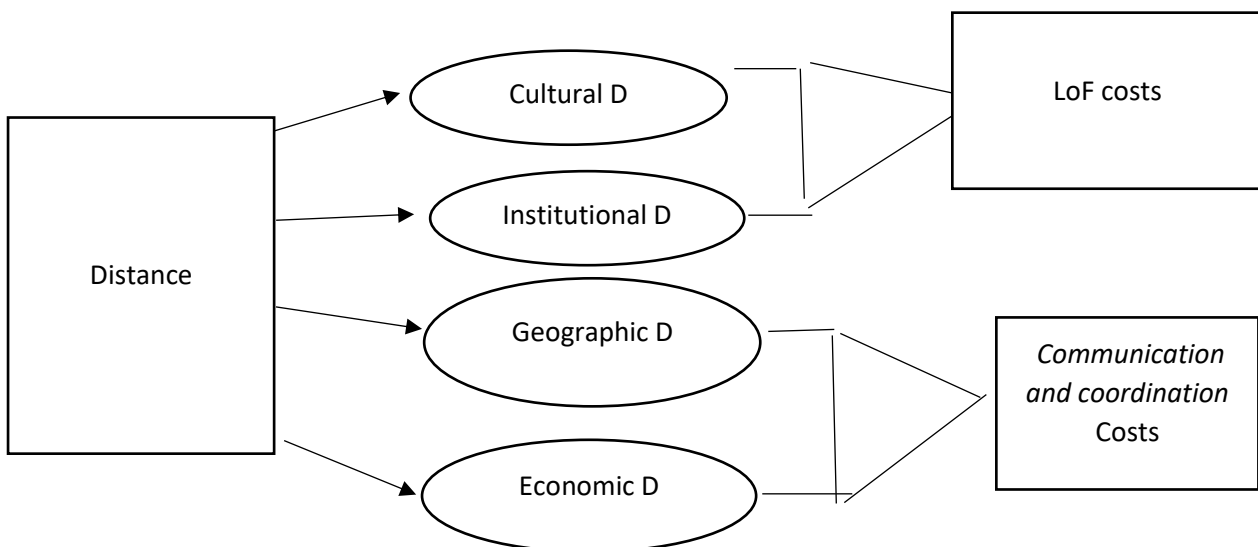 Distance
Cultural D
Institutional D
Geographic D
Economic D
LoF costs
Communication
and coordination
Costs